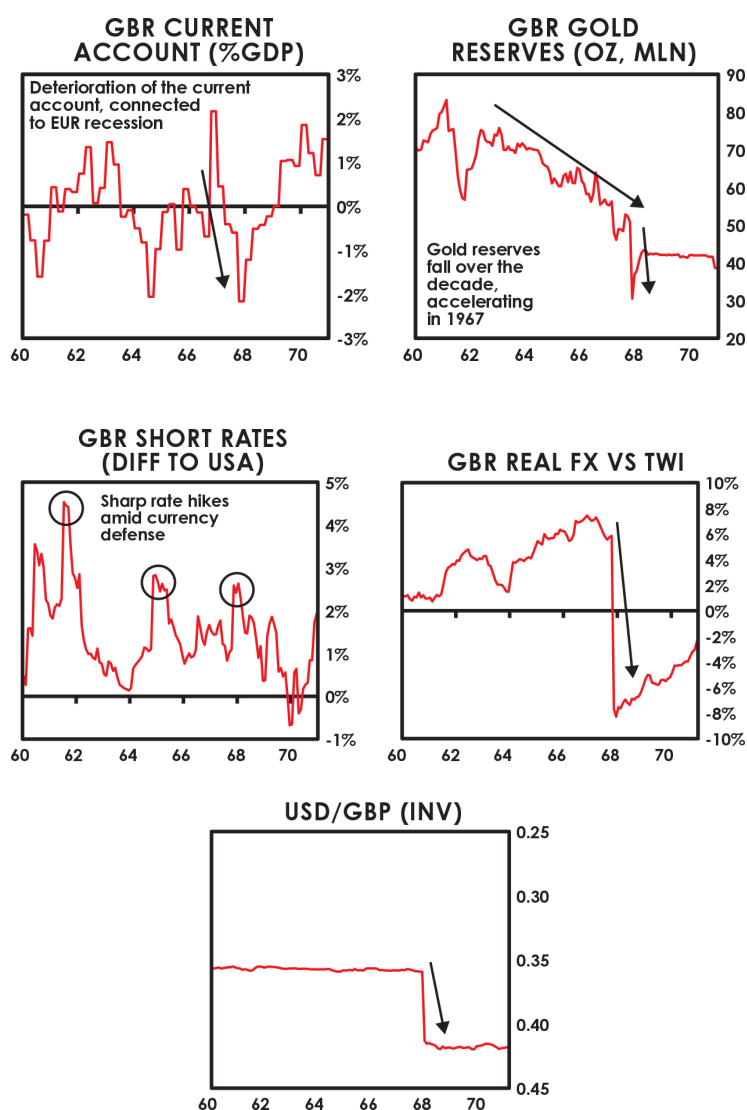 GBR CURRENT
ACCOUNT (%GDP)
Deterioration of the current
account, connected
to EUR recession
3%
2%
1%
0%
-1%
-2%
-3%
60 62 64 66 68 70
GBR GOLD
RESERVES (OZ, MLN)
Gold reserves
fall over the
decade,
accelerating
in 1967
90
80
70
60
50
40
30
20
60 62 64 66 68 70
GBR SHORT RATES
(DIFF TO USA)
Sharp rate hikes
amid currency
defense
5%
4%
3%
2%
1%
0%
-1%
60 62 64 66 68 70
GBR REAL FX VS TWI
10%
8%
6%
4%
2%
0%
-2%
-4%
-6%
-8%
-10%
60 62 64 66 68 70
USD/GBP (INV)
0.25
0.30
0.35
0.40
0.45
60 62 64 66 68 70